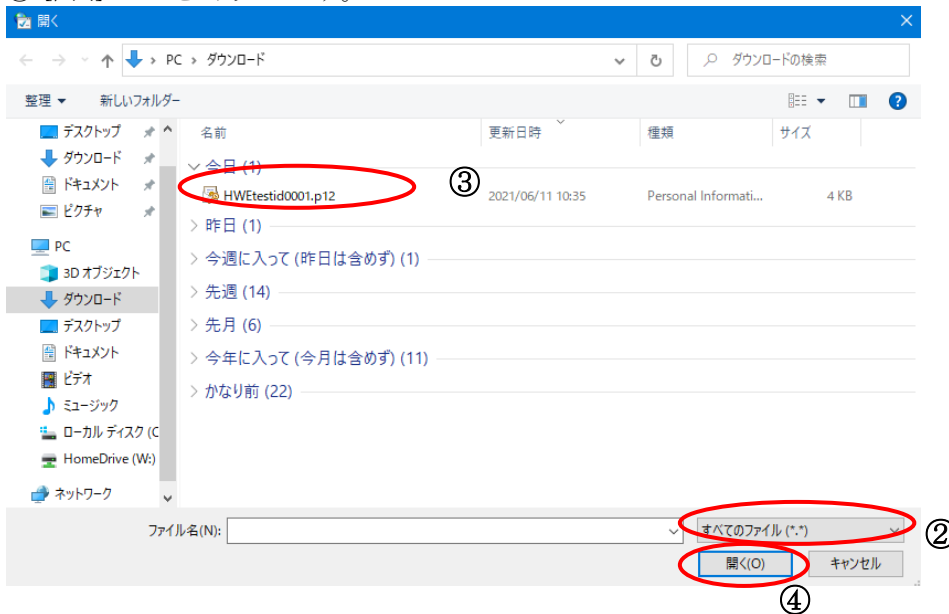 開く
PC › ダウンロード
ダウンロードの検索
整理 新しいフォルダー
名前 更新日時 種類 サイズ
デスクトップ
ダウンロード
ドキュメント
ピクチャ
PC
3D オブジェクト
ダウンロード
デスクトップ
ドキュメント
ビデオ
ミュージック
ローカル ディスク (C
HomeDrive (W:)
ネットワーク
今日 (1)
HWEtestid0001.p12 ③ 2021/06/11 10:35 Personal Informati... 4 KB
昨日 (1)
今週に入って (昨日は含めず) (1)
先週 (14)
先月 (6)
今年に入って (今月は含めず) (11)
かなり前 (22)
ファイル名(N): すべてのファイル (*.*) ②
開く(O) キャンセル
④